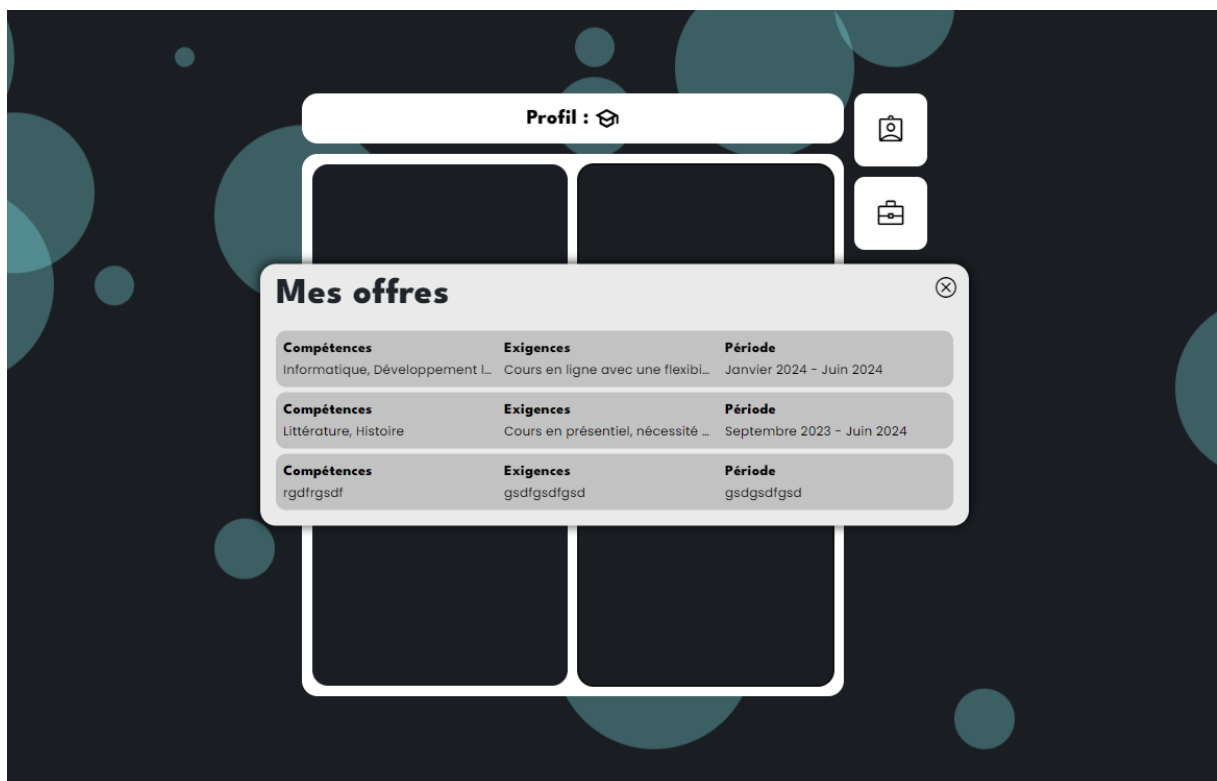 Profil :
Mes offres
Compétences Exigences Période
Informatique, Développement l... Cours en ligne avec une flexibi... Janvier 2024 - Juin 2024
Compétences Exigences Période
Littérature, Histoire Cours en présentiel, nécessité ... Septembre 2023 - Juin 2024
Compétences Exigences Période
rgdfrgsdf gsdfgsdfgsd gsdgsdfgsd